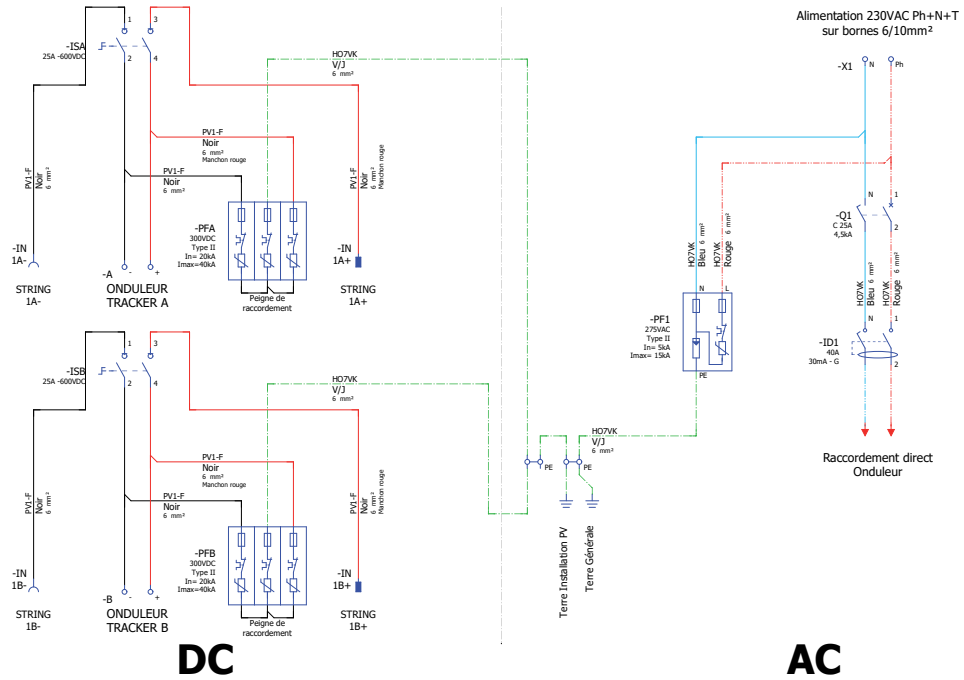 1
3
-ISA
25A -600VDC
2
4
HO7VK
V/J
6 mm²
PV1-F
Noir
6 mm²
Manchon rouge
PV1-F
Noir
6 mm²
PV1-F
Noir
6 mm²
PV1-F
Noir
6 mm²
Manchon rouge
-PFA
300VDC
Type II
In= 20kA
Imax=40kA
-IN
1A-
-A
-
+
-IN
1A+
STRING
1A-
ONDULEUR
TRACKER A
Peigne de
raccordement
STRING
1A+
1
3
-ISB
25A -600VDC
2
4
HO7VK
V/J
6 mm²
PV1-F
Noir
6 mm²
Manchon rouge
PV1-F
Noir
6 mm²
PV1-F
Noir
6 mm²
PV1-F
Noir
6 mm²
Manchon rouge
-PFB
300VDC
Type II
In= 20kA
Imax=40kA
-IN
1B-
-B
-
+
-IN
1B+
STRING
1B-
ONDULEUR
TRACKER B
Peigne de
raccordement
STRING
1B+
DC
Alimentation 230VAC Ph+N+T
sur bornes 6/10mm²
-X1
N
Ph
N
1
-Q1
C 25A
4,5kA
2
HO7VK
Bleu 6 mm²
HO7VK
Rouge 6 mm²
HO7VK
Bleu 6 mm²
HO7VK
Rouge 6 mm²
N
L
-PF1
275VAC
Type II
In= 5kA
Imax= 15kA
PE
N
1
-ID1
40A
30mA - G
2
HO7VK
V/J
6 mm²
PE
PE
Terre Installation PV
Terre Générale
Raccordement direct
Onduleur
AC